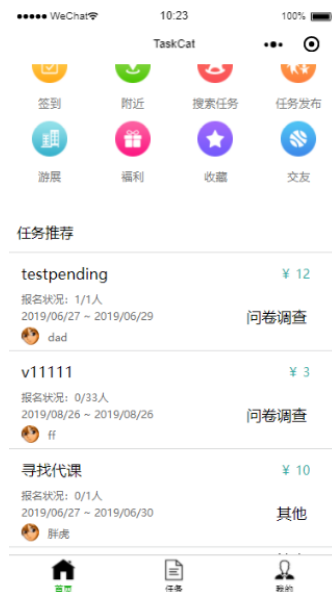 WeChat 10:23 100%
TaskCat
签到 附近 搜索任务 任务发布
游展 福利 收藏 交友
任务推荐
testpending ¥ 12
报名状况：1/1人
2019/06/27 ~ 2019/06/29 问卷调查
dad
v11111 ¥ 3
报名状况：0/33人
2019/08/26 ~ 2019/08/26 问卷调查
ff
寻找代课 ¥ 10
报名状况：0/1人
2019/06/27 ~ 2019/06/30 其他
胖虎
首页 任务 我的